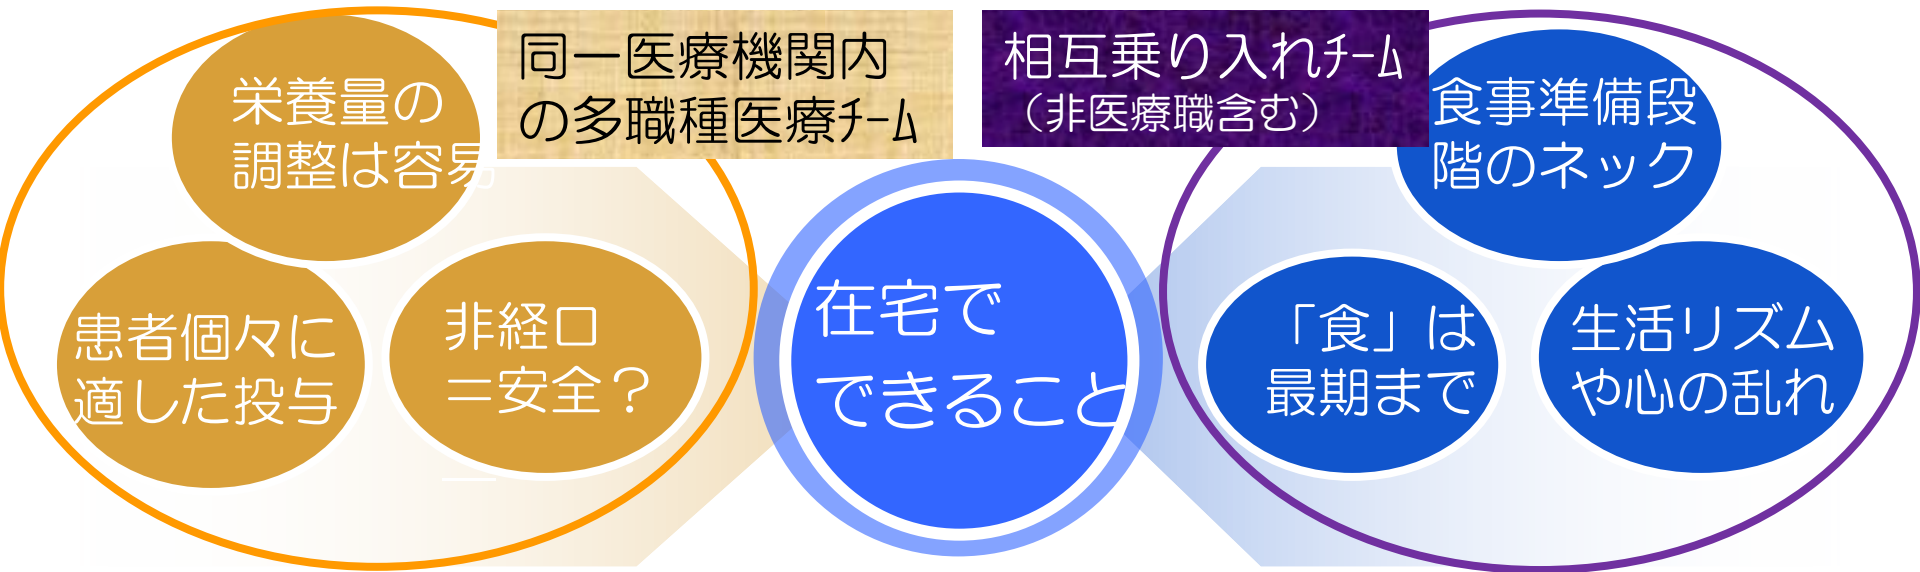 同一医療機関内
の多職種医療ﾁｰﾑ
栄養量の
調整は容易
患者個々に
適した投与
非経口
＝安全？
在宅で
できること
相互乗り入れﾁｰﾑ
（非医療職含む）
食事準備段
階のネック
「食」は
最期まで
生活リズム
や心の乱れ